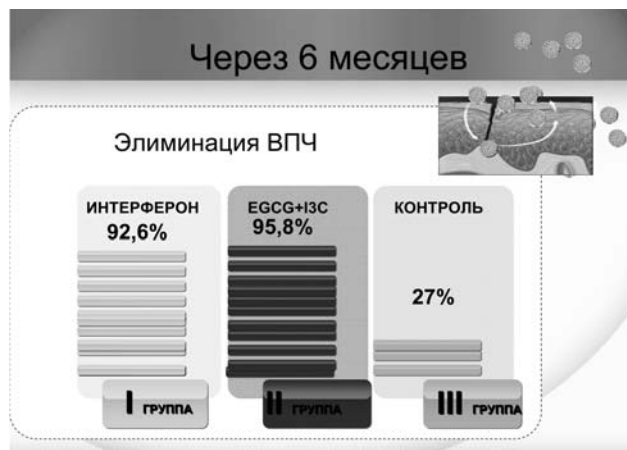 Через 6 месяцев
Элиминация ВПЧ
ИНТЕРФЕРОН
92,6%
EGCG+I3C
95,8%
КОНТРОЛЬ
27%
I ГРУППА
II ГРУППА
III ГРУППА